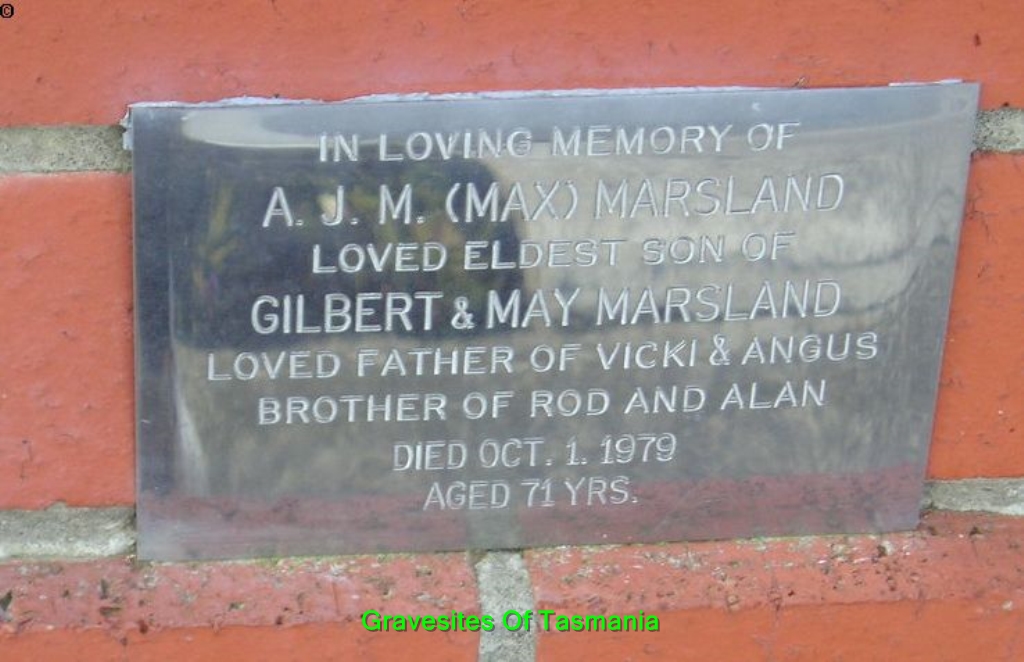 ©
IN LOVING MEMORY OF
A. J. M. (MAX) MARSLAND
LOVED ELDEST SON OF
GILBERT & MAY MARSLAND
LOVED FATHER OF VICKI & ANGUS
BROTHER OF ROD AND ALAN
DIED OCT. 1. 1979
AGED 71 YRS.
Gravesites Of Tasmania